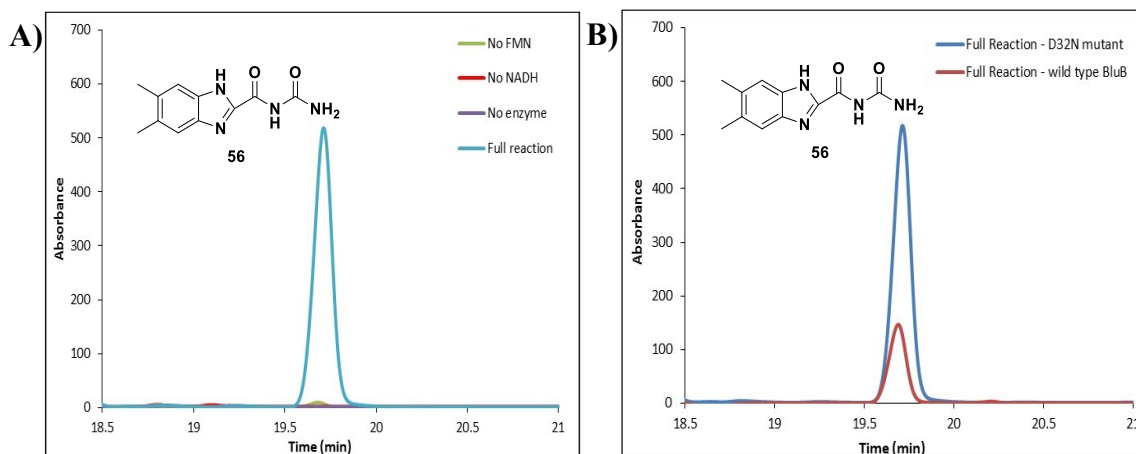 A)
700
600
500
400
300
200
100
0
Absorbance
18.5 19 19.5 20 20.5 21
Time (min)
No FMN
No NADH
No enzyme
Full reaction
H
N
N
O O
N
H
NH2
56
B)
700
600
500
400
300
200
100
0
Absorbance
18.5 19 19.5 20 20.5 21
Time (min)
Full Reaction - D32N mutant
Full Reaction - wild type BluB
H
N
N
O O
N
H
NH2
56